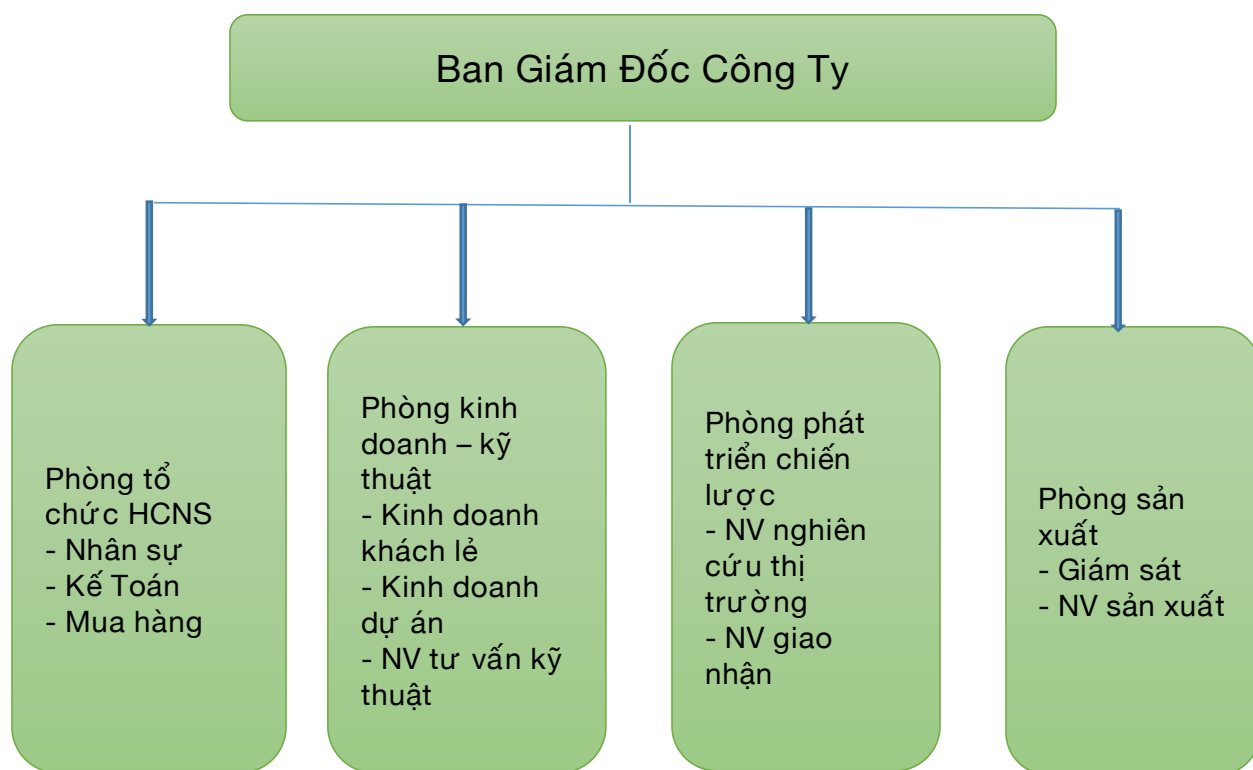 Ban Giám Đốc Công Ty
Phòng tổ
chức HCNS
- Nhân sự
- Kế Toán
- Mua hàng
Phòng kinh
doanh – kỹ
thuật
- Kinh doanh
khách lẻ
- Kinh doanh
dự án
- NV tư vấn kỹ
thuật
Phòng phát
triển chiến
lược
- NV nghiên
cứu thị
trường
- NV giao
nhận
Phòng sản
xuất
- Giám sát
- NV sản xuất